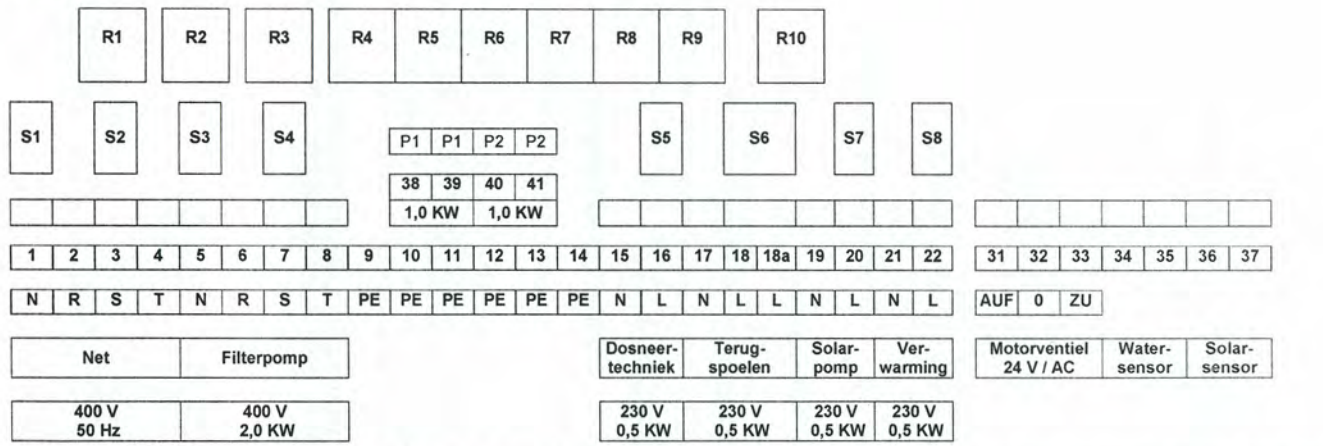 R1 R2 R3 R4 R5 R6 R7 R8 R9 R10
S1 S2 S3 S4 P1 P1 P2 P2 S5 S6 S7 S8
38 39 40 41
1,0 KW 1,0 KW
1 2 3 4 5 6 7 8 9 10 11 12 13 14 15 16 17 18 18a 19 20 21 22 31 32 33 34 35 36 37
N R S T N R S T PE PE PE PE PE PE N L N L L N L N L AUF 0 ZU
Net Filterpomp Dosneer- Terug- Solar- Ver- Motorventiel Water- Solar-
techniek spoelen pomp warming 24 V / AC sensor sensor
400 V 400 V 230 V 230 V 230 V 230 V
50 Hz 2,0 KW 0,5 KW 0,5 KW 0,5 KW 0,5 KW